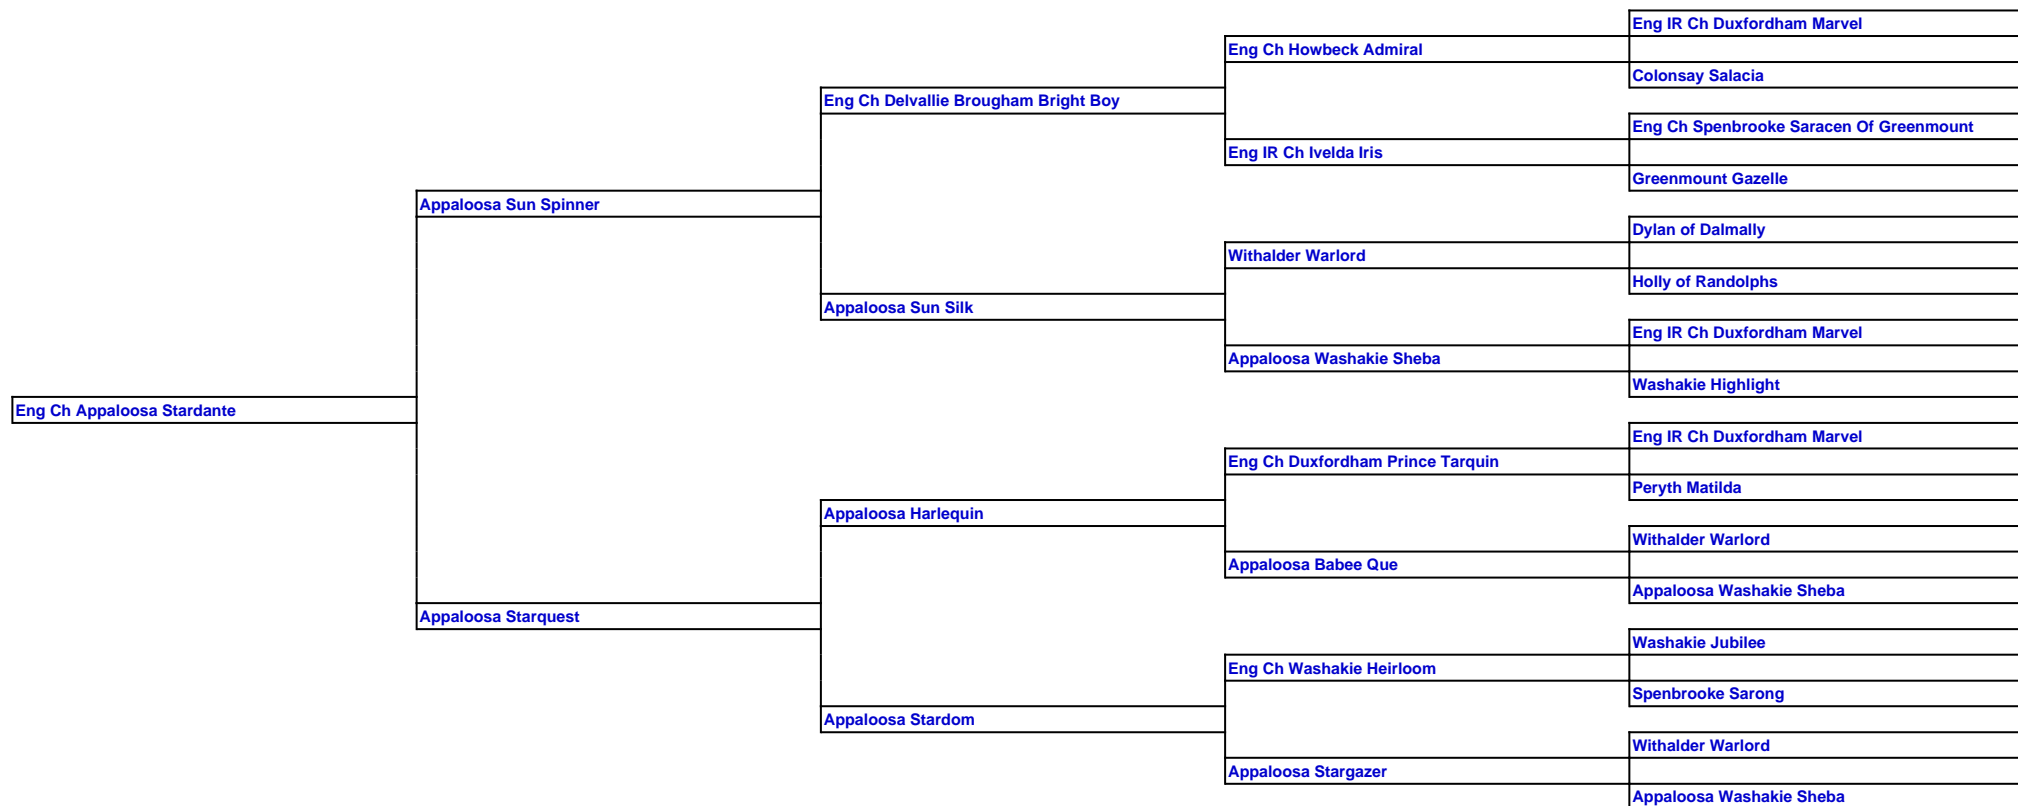 Eng IR Ch Duxfordham Marvel
Eng Ch Howbeck Admiral
Colonsay Salacia
Eng Ch Delvallie Brougham Bright Boy
Eng Ch Spenbrooke Saracen Of Greenmount
Eng IR Ch Ivelda Iris
Greenmount Gazelle
Appaloosa Sun Spinner
Dylan of Dalmally
Withalder Warlord
Holly of Randolphs
Appaloosa Sun Silk
Eng IR Ch Duxfordham Marvel
Appaloosa Washakie Sheba
Washakie Highlight
Eng Ch Appaloosa Stardante
Eng IR Ch Duxfordham Marvel
Eng Ch Duxfordham Prince Tarquin
Peryth Matilda
Appaloosa Harlequin
Withalder Warlord
Appaloosa Babee Que
Appaloosa Washakie Sheba
Appaloosa Starquest
Washakie Jubilee
Eng Ch Washakie Heirloom
Spenbrooke Sarong
Appaloosa Stardom
Withalder Warlord
Appaloosa Stargazer
Appaloosa Washakie Sheba